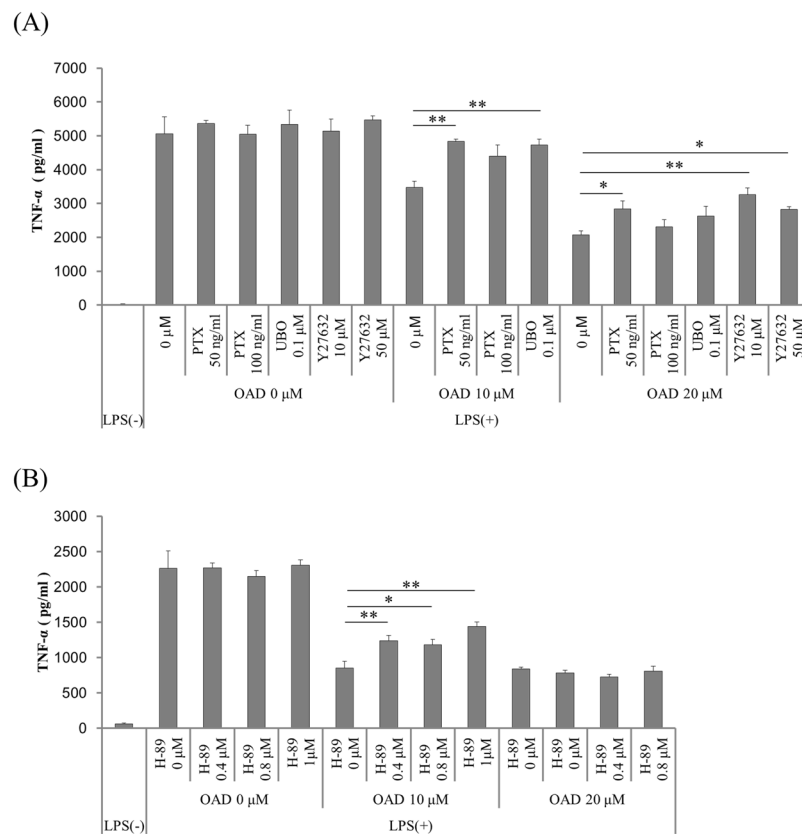 (A)
7000
6000
5000
4000
3000
2000
1000
0
TNF-α ( pg/ml )
**
**
*
**
*
0 μM
PTX
50 ng/ml
PTX
100 ng/ml
UBO
0.1 μM
Y27632
10 μM
Y27632
50 μM
0 μM
PTX
50 ng/ml
PTX
100 ng/ml
UBO
0.1 μM
0 μM
PTX
50 ng/ml
PTX
100 ng/ml
UBO
0.1 μM
Y27632
10 μM
Y27632
50 μM
OAD 0 μM
OAD 10 μM
OAD 20 μM
LPS(-)
LPS(+)
(B)
3000
2500
2000
1500
1000
500
0
TNF-α ( pg/ml )
**
*
**
H-89
0 μM
H-89
0.4 μM
H-89
0.8 μM
H-89
1μM
H-89
0 μM
H-89
0.4 μM
H-89
0.8 μM
H-89
1μM
H-89
0 μM
H-89
0 μM
H-89
0.4 μM
H-89
0.8 μM
OAD 0 μM
OAD 10 μM
OAD 20 μM
LPS(-)
LPS(+)